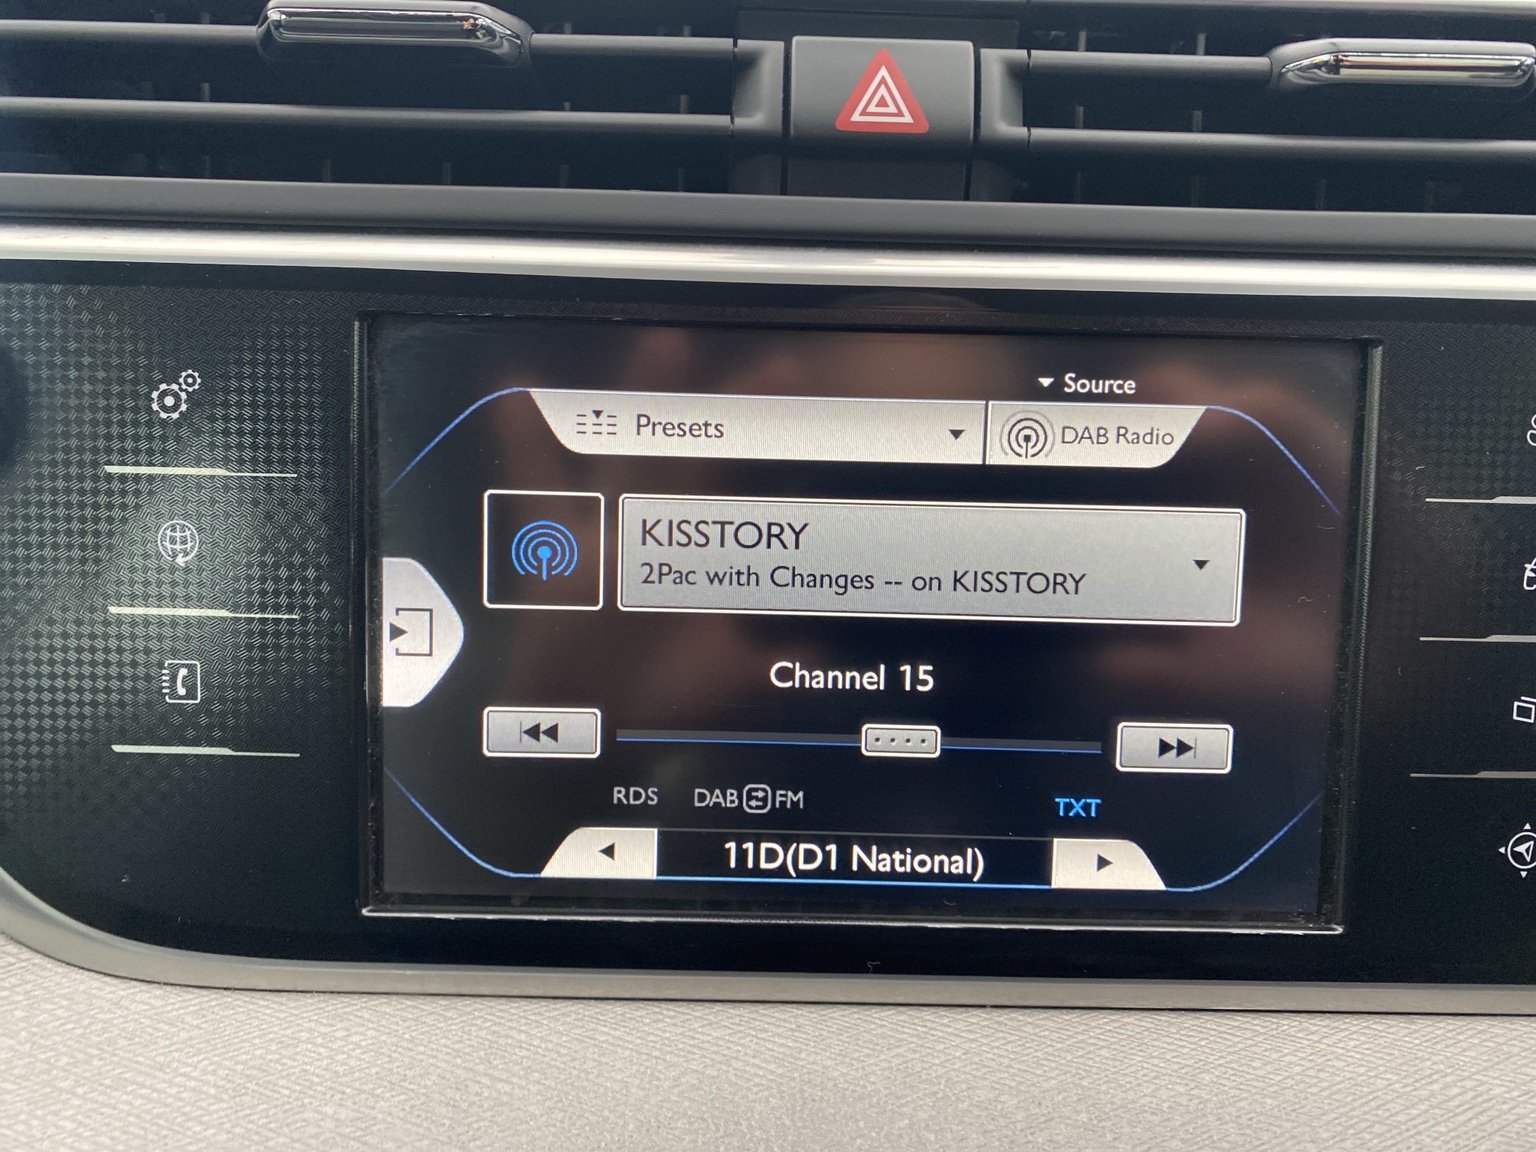 Source
Presets
DAB Radio
KISSTORY
2Pac with Changes -- on KISSTORY
Channel 15
RDS DAB FM TXT
11D(D1 National)